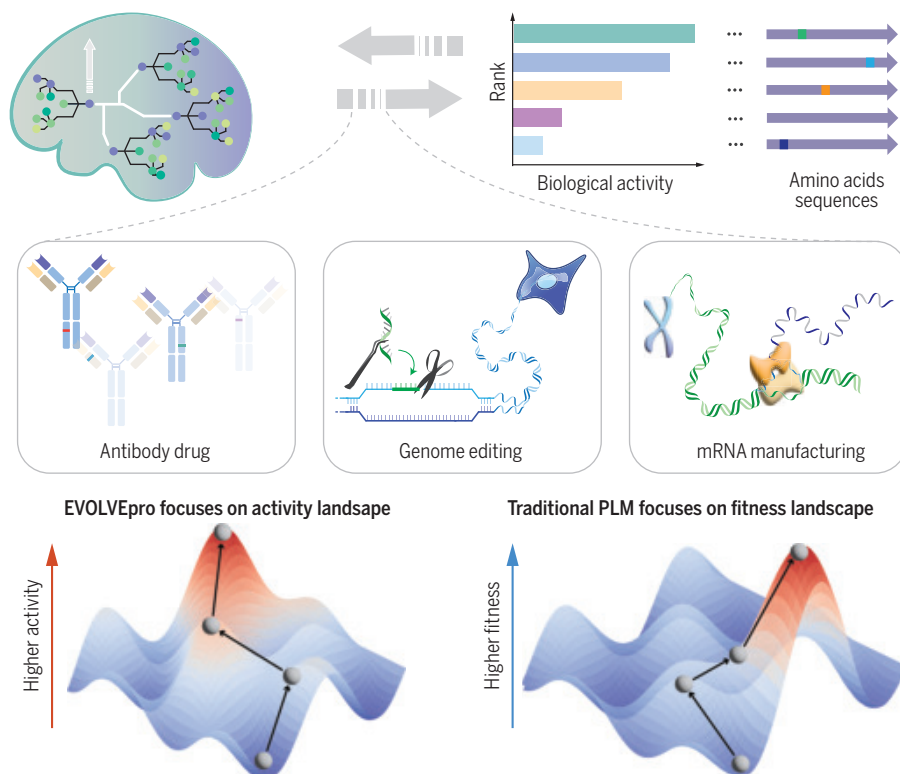 Rank
...
...
...
...
...
Biological activity
Amino acids
sequences
Antibody drug
Genome editing
mRNA manufacturing
EVOLVEpro focuses on activity landsape
Traditional PLM focuses on fitness landscape
Higher activity
Higher fitness